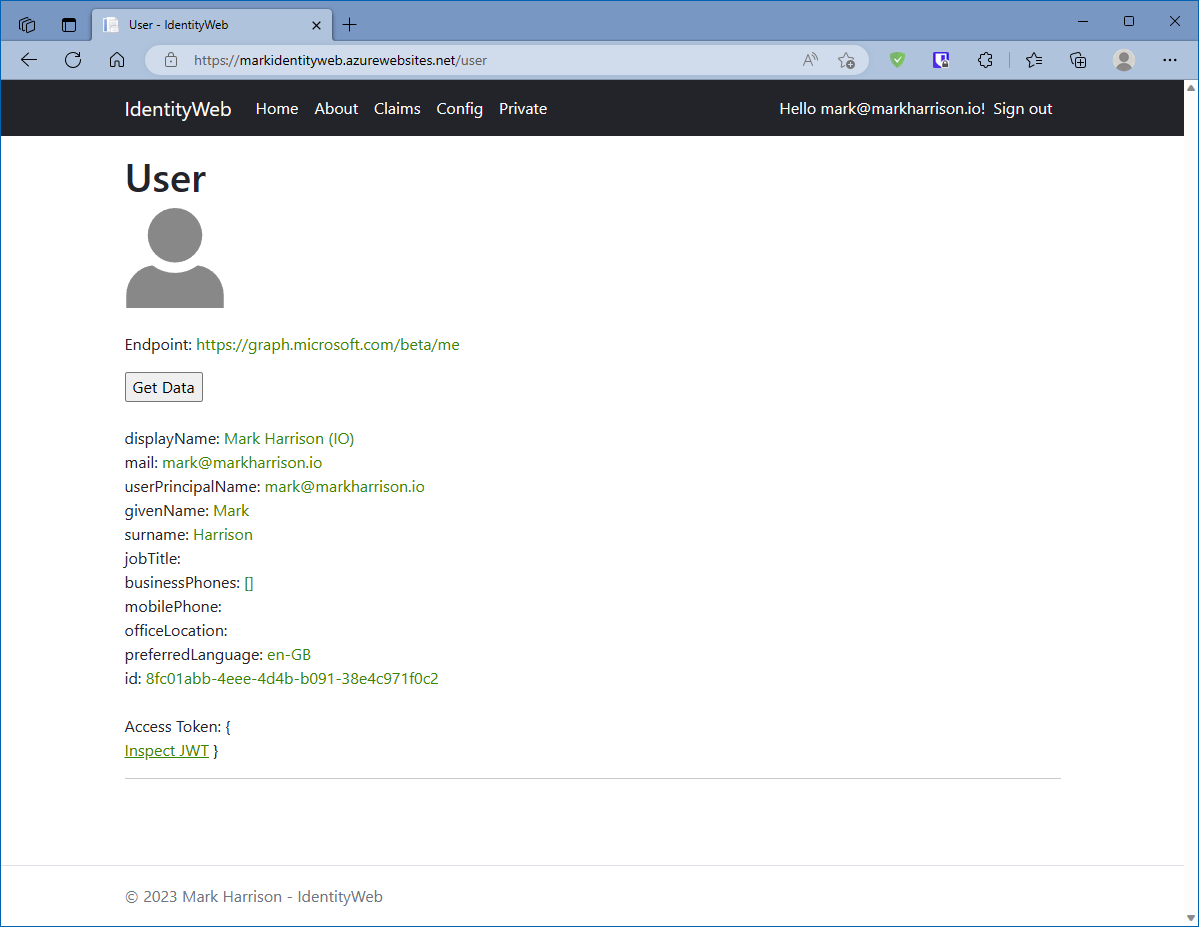 User - IdentityWeb
https://markidentityweb.azurewebsites.net/user
IdentityWeb Home About Claims Config Private Hello mark@markharrison.io! Sign out
User
Endpoint: https://graph.microsoft.com/beta/me
Get Data
displayName: Mark Harrison (IO)
mail: mark@markharrison.io
userPrincipalName: mark@markharrison.io
givenName: Mark
surname: Harrison
jobTitle:
businessPhones: []
mobilePhone:
officeLocation:
preferredLanguage: en-GB
id: 8fc01abb-4eee-4d4b-b091-38e4c971f0c2
Access Token: {
Inspect JWT }
© 2023 Mark Harrison - IdentityWeb